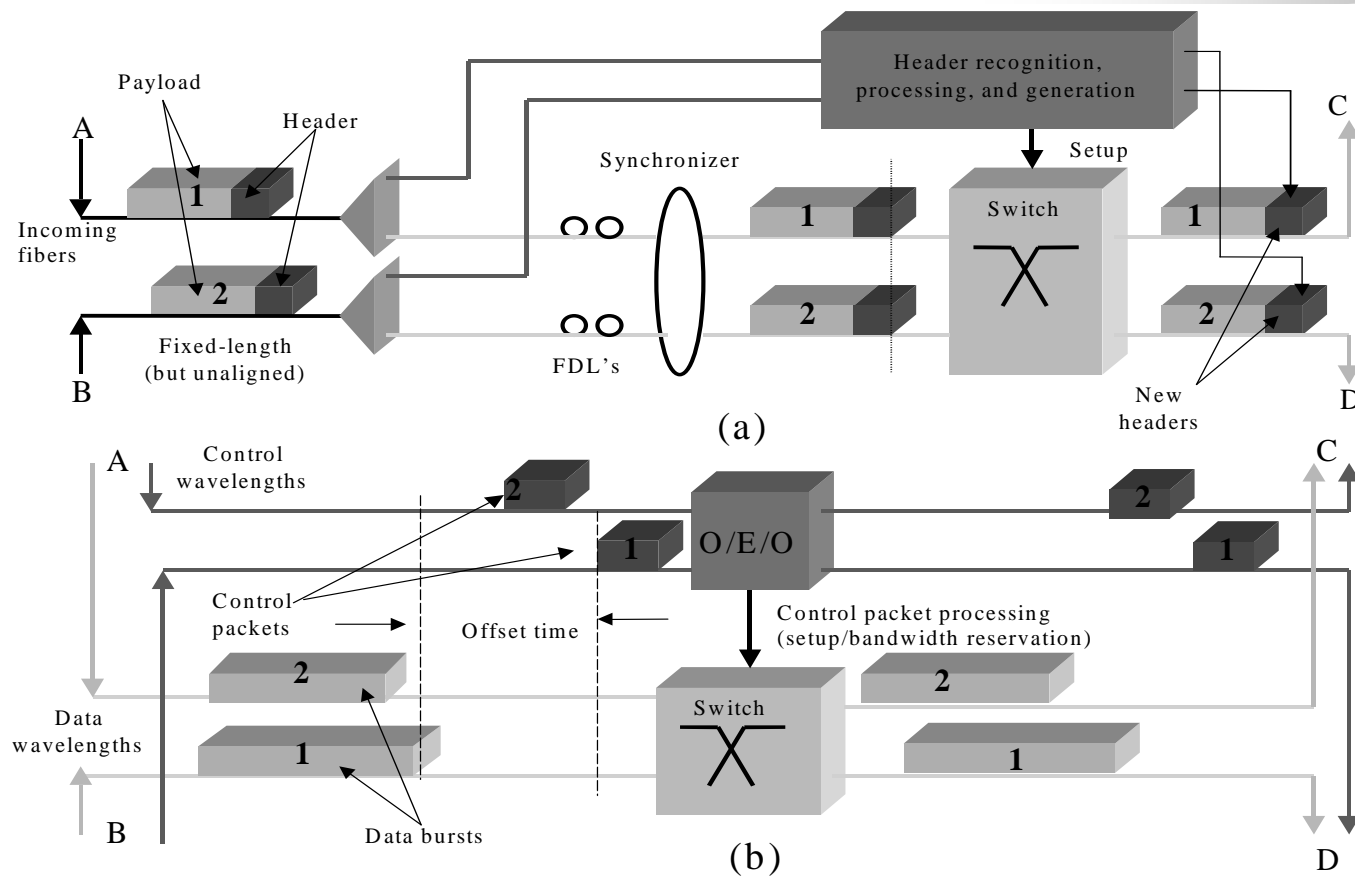 Header recognition,
processing, and generation
Payload
Header
A
C
Synchronizer
Setup
1
1
Switch
1
Incoming
fibers
2
2
2
Fixed-length
(but unaligned)
FDL's
B
D
New
headers
(a)
A
Control
wavelengths
C
2
2
O/E/O
1
1
Control
packets
Offset time
Control packet processing
(setup/bandwidth reservation)
2
2
Switch
Data
wavelengths
1
1
B
Data bursts
D
(b)